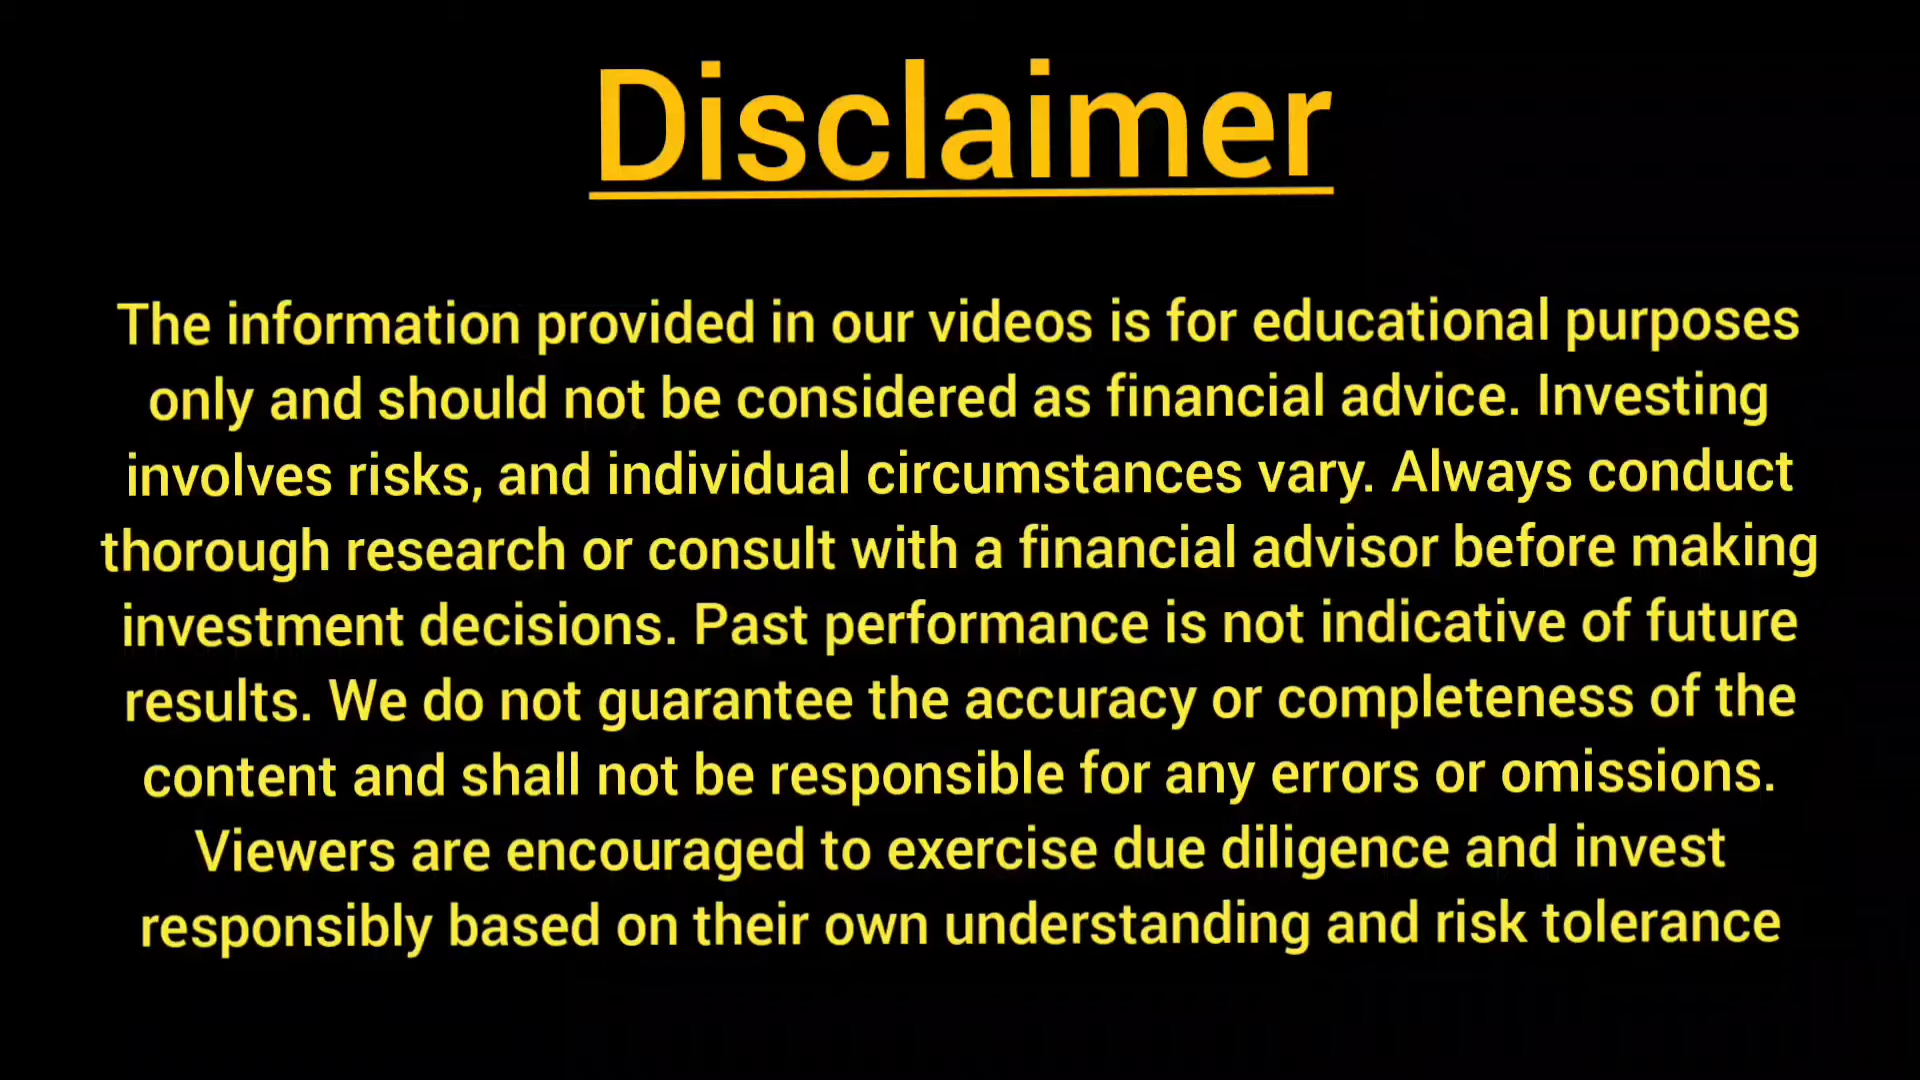 Disclaimer
The information provided in our videos is for educational purposes
only and should not be considered as financial advice. Investing
involves risks, and individual circumstances vary. Always conduct
thorough research or consult with a financial advisor before making
investment decisions. Past performance is not indicative of future
results. We do not guarantee the accuracy or completeness of the
content and shall not be responsible for any errors or omissions.
Viewers are encouraged to exercise due diligence and invest
responsibly based on their own understanding and risk tolerance